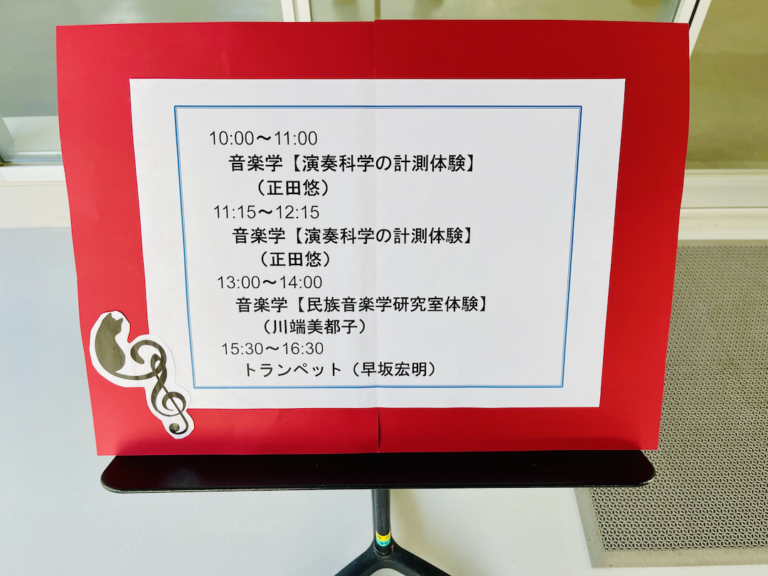 10:00～11:00
音楽学【演奏科学の計測体験】
（正田悠）
11:15～12:15
音楽学【演奏科学の計測体験】
（正田悠）
13:00～14:00
音楽学【民族音楽学研究室体験】
（川端美都子）
15:30～16:30
トランペット（早坂宏明）